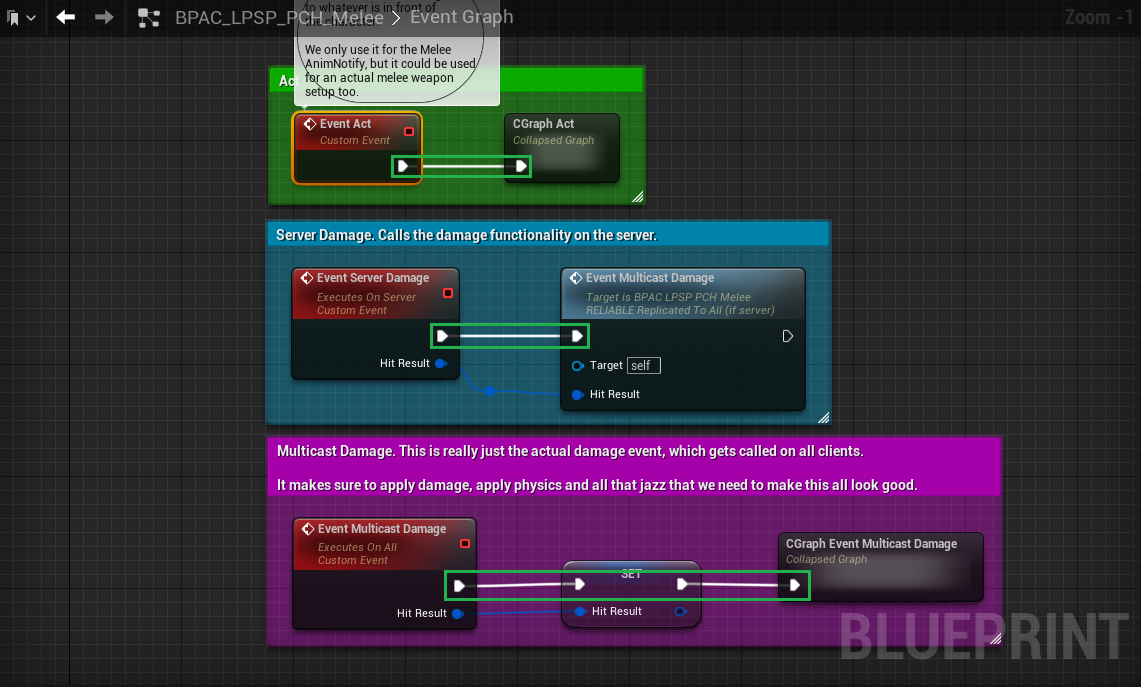 BPAC_LPSP_PCH_Melee > Event Graph
Zoom -1
to whatever is in front of
the character.
We only use it for the Melee
AnimNotify, but it could be used
for an actual melee weapon
setup too.
Act
Event Act
Custom Event
CGraph Act
Collapsed Graph
Server Damage. Calls the damage functionality on the server.
Event Server Damage
Executes On Server
Custom Event
Hit Result
Event Multicast Damage
Target is BPAC LPSP PCH Melee
RELIABLE Replicated To All (if server)
Target self
Hit Result
Multicast Damage. This is really just the actual damage event, which gets called on all clients.
It makes sure to apply damage, apply physics and all that jazz that we need to make this all look good.
Event Multicast Damage
Executes On All
Custom Event
Hit Result
SET
Hit Result
CGraph Event Multicast Damage
Collapsed Graph
BLUEPRINT